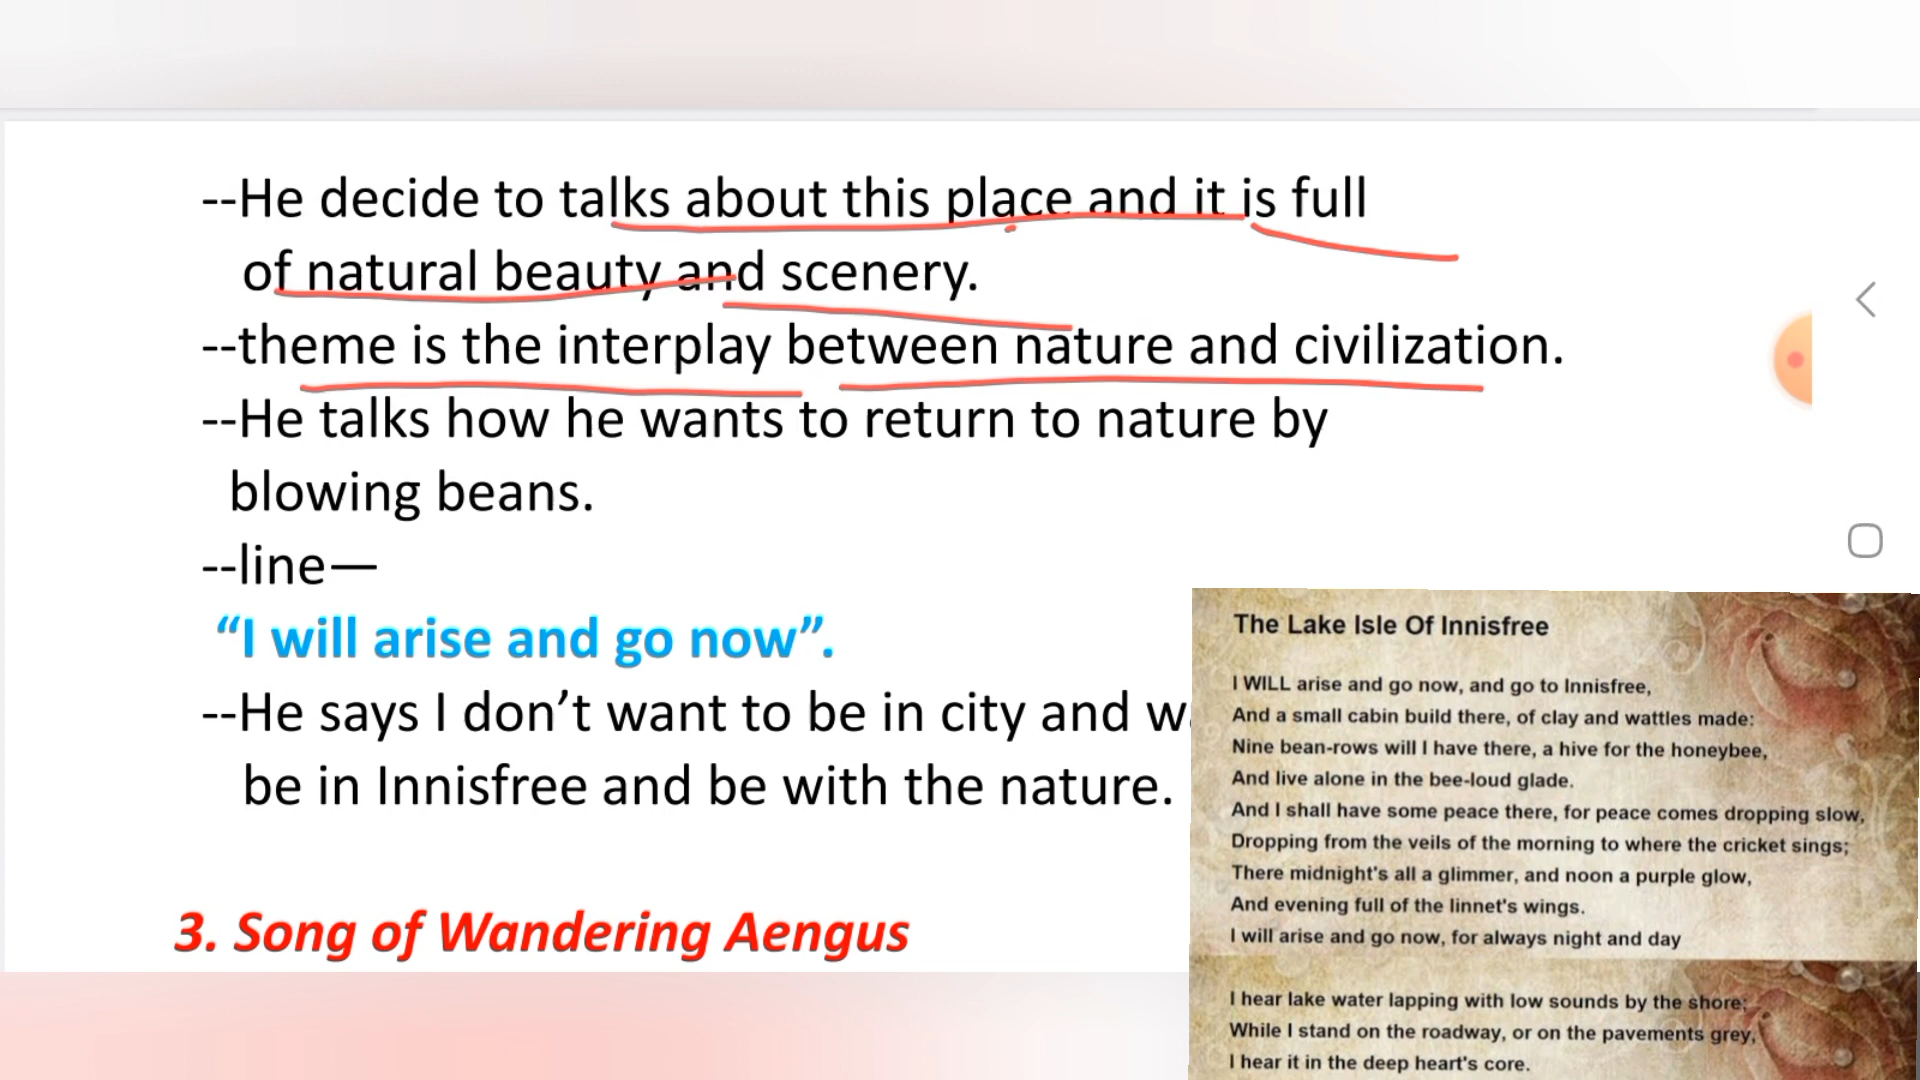 --He decide to talks about this place and it is full
of natural beauty and scenery.
--theme is the interplay between nature and civilization.
--He talks how he wants to return to nature by
blowing beans.
--line—
“I will arise and go now”.
--He says I don’t want to be in city and
be in Innisfree and be with the nature.
3. Song of Wandering Aengus
The Lake Isle Of Innisfree
I WILL arise and go now, and go to Innisfree,
And a small cabin build there, of clay and wattles made:
Nine bean-rows will I have there, a hive for the honeybee,
And live alone in the bee-loud glade.
And I shall have some peace there, for peace comes dropping slow,
Dropping from the veils of the morning to where the cricket sings;
There midnight's all a glimmer, and noon a purple glow,
And evening full of the linnet's wings.
I will arise and go now, for always night and day
I hear lake water lapping with low sounds by the shore;
While I stand on the roadway, or on the pavements grey,
I hear it in the deep heart's core.